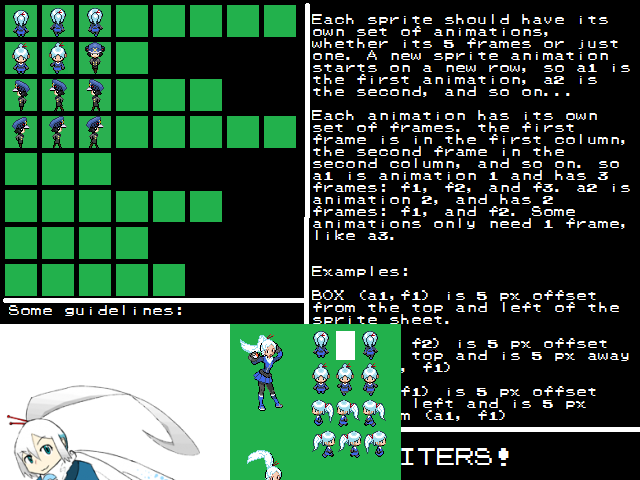 Each sprite should have its
own set of animations,
whether its 5 frames or just
one. A new sprite animation
starts on a new row, so a1 is
the first animation, a2 is
the second, and so on...
Each animation has its own
set of frames. the first
frame is in the first column,
the second frame in the
second column, and so on. so
a1 is animation 1 and has 3
frames: f1, f2, and f3. a2 is
animation 2, and has 2
frames: f1, and f2. Some
animations only need 1 frame,
like a3.
Examples:
BOX (a1,f1) is 5 px offset
from the top and left of the
sprite sheet.
f2) is 5 px offset
top and is 5 px away
, f1)
f1) is 5 px offset
left and is 5 px
m (a1, f1)
Some guidelines:
ITERS!